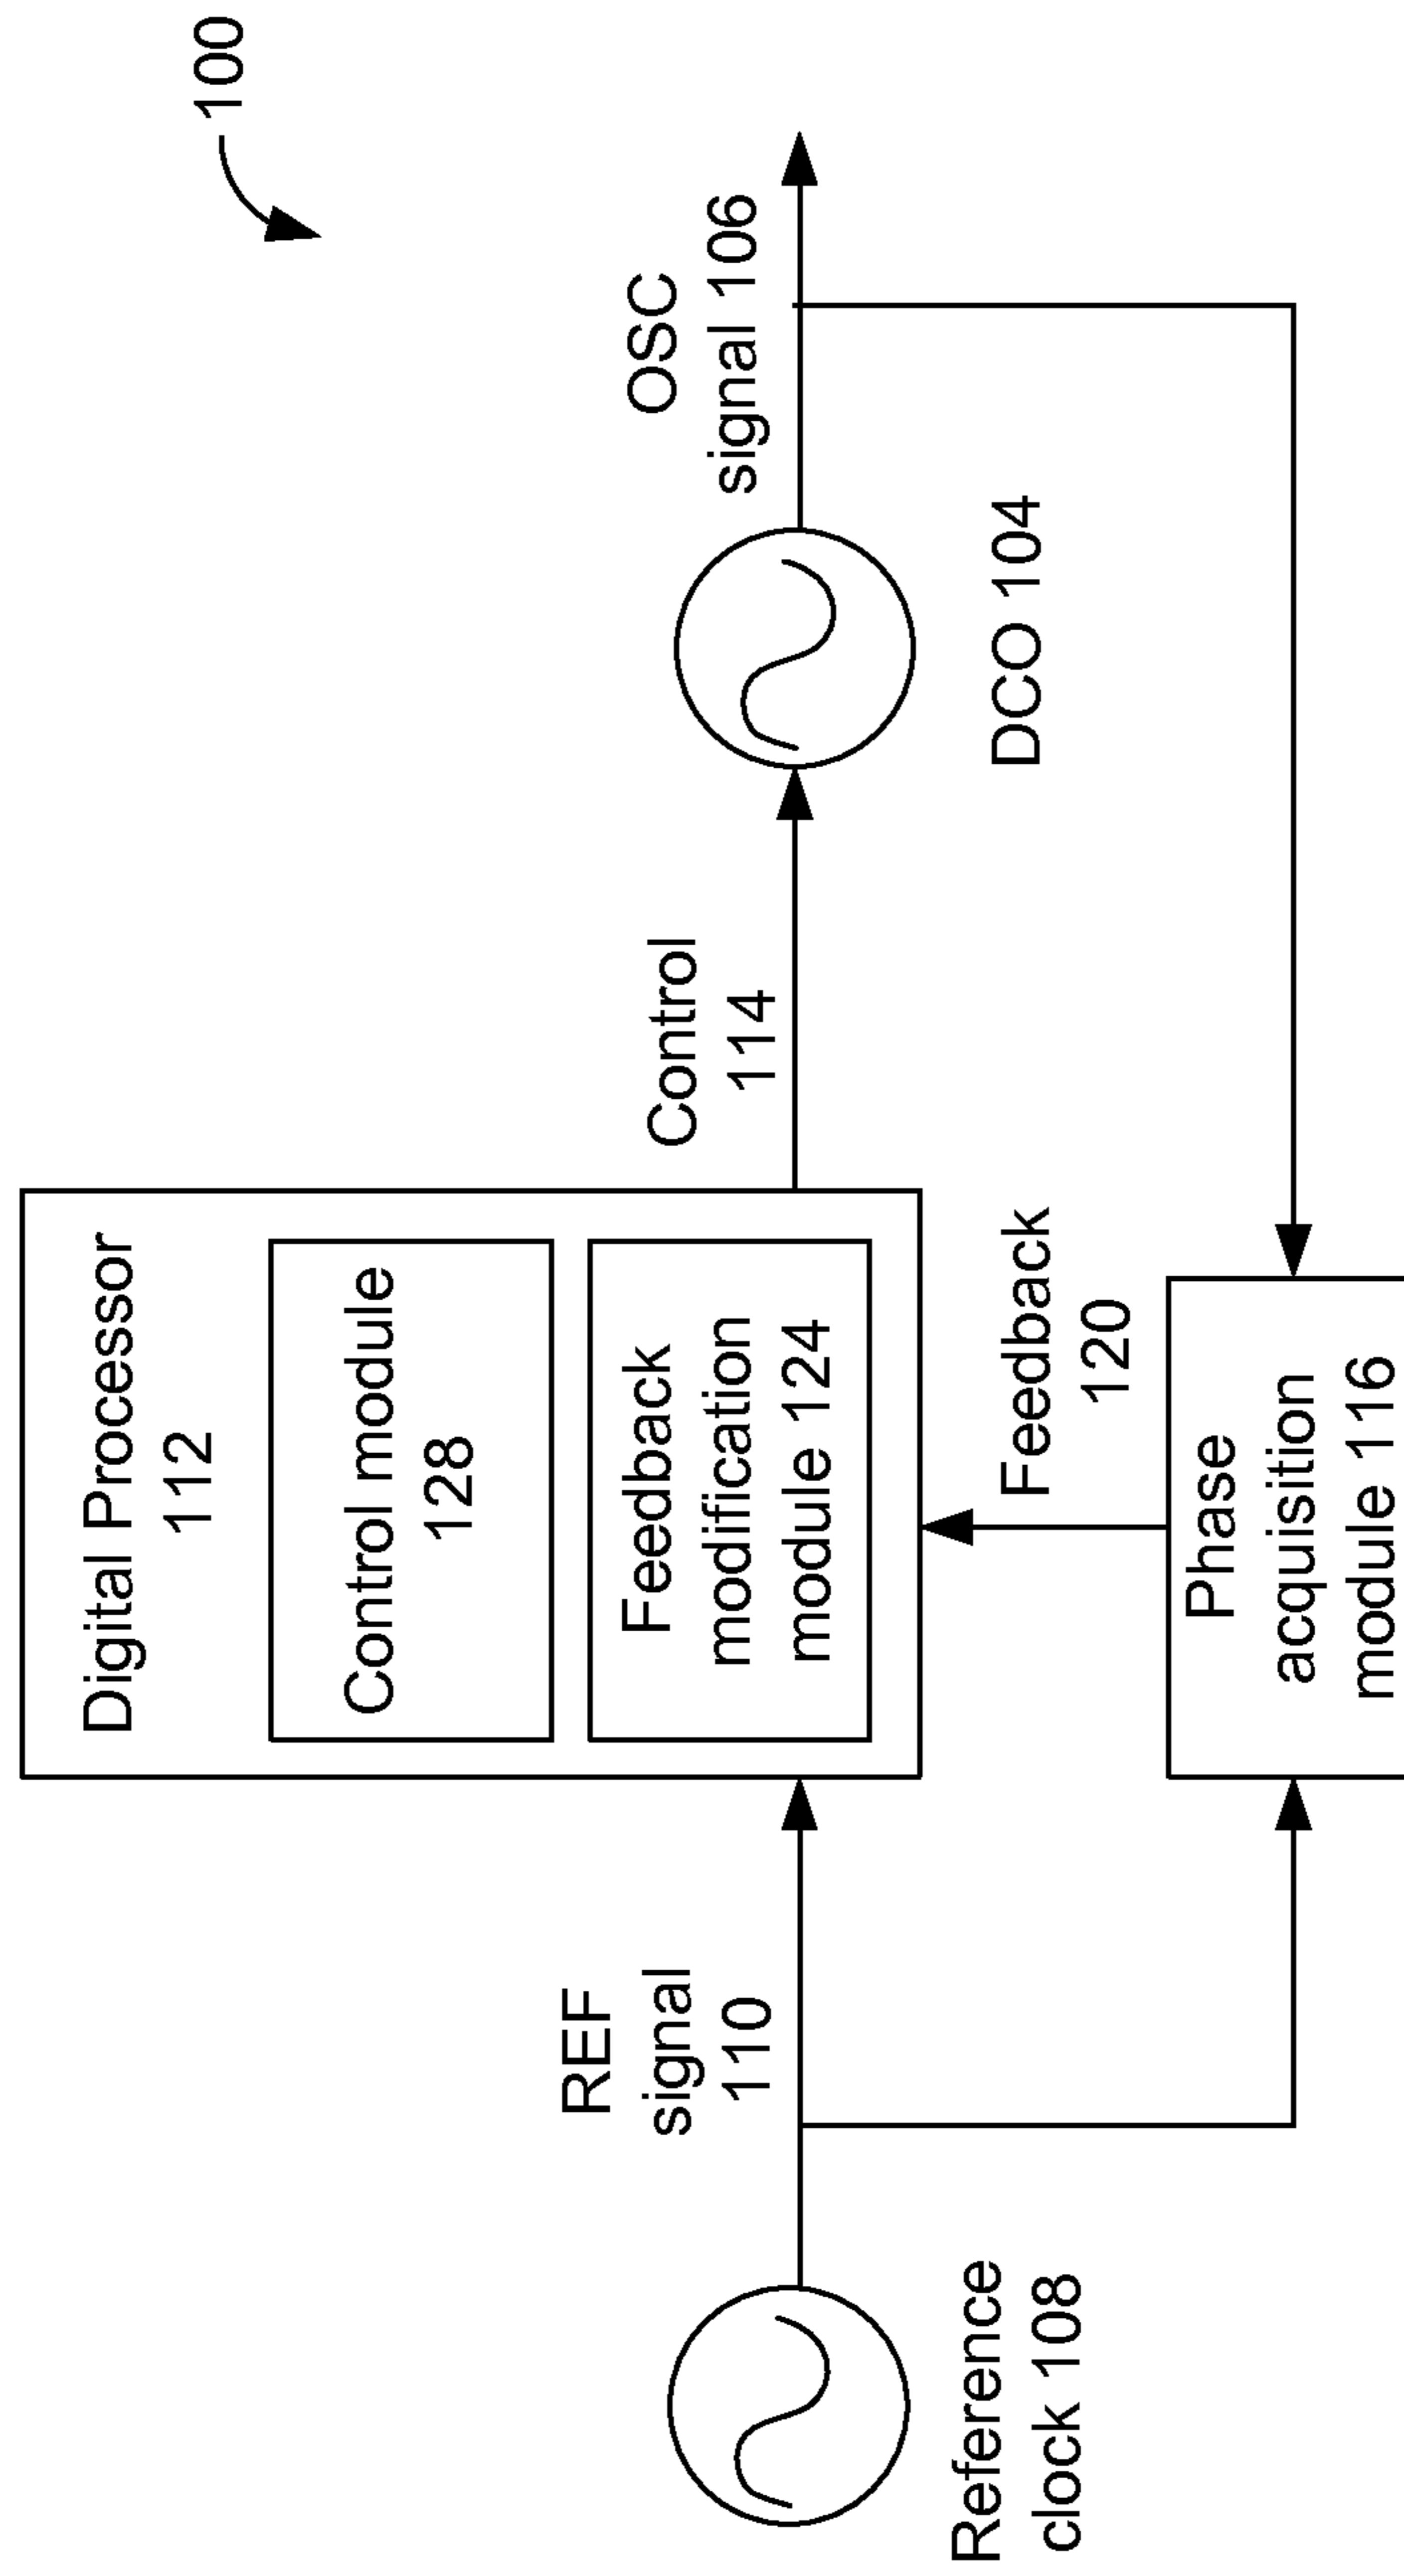 100
Digital Processor
112
Control module
128
Feedback
modification
module 124
REF
signal
110
Control
114
OSC
signal 106
Reference
clock 108
DCO 104
Feedback
120
Phase
acquisition
module 116